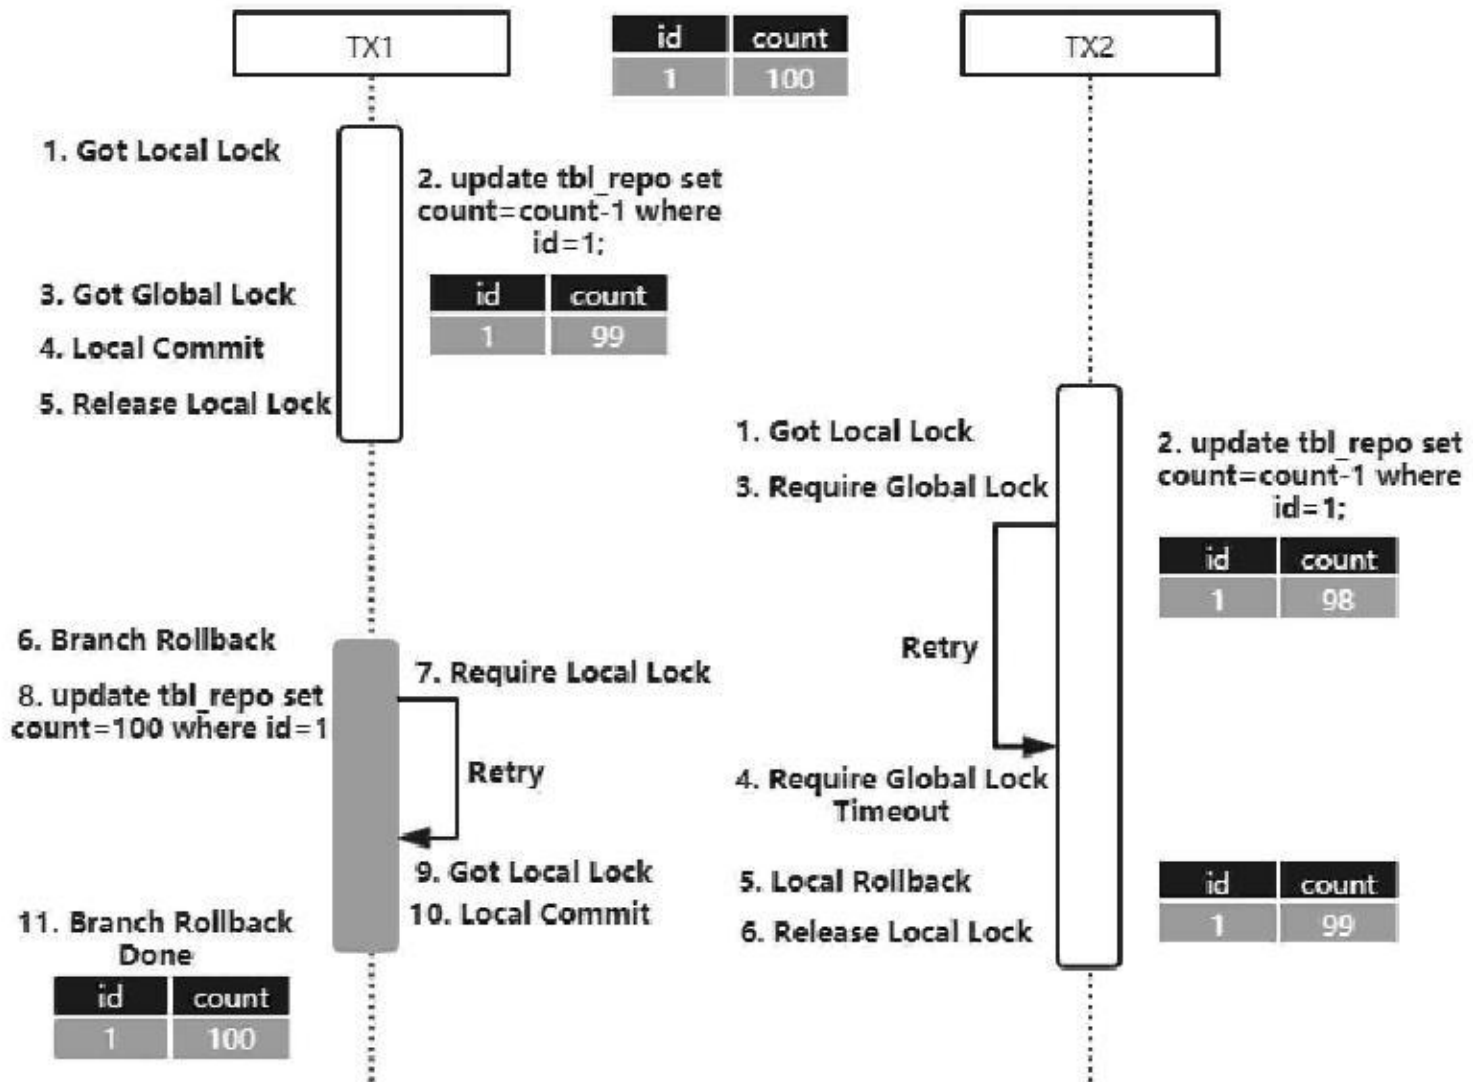 TX1
id count
1 100
TX2
1. Got Local Lock
2. update tbl_repo set
count=count-1 where
id=1;
3. Got Global Lock
id count
1 99
4. Local Commit
5. Release Local Lock
1. Got Local Lock
2. update tbl_repo set
count=count-1 where
id=1;
3. Require Global Lock
id count
1 98
Retry
6. Branch Rollback
7. Require Local Lock
8. update tbl_repo set
count=100 where id=1
Retry
4. Require Global Lock
Timeout
9. Got Local Lock
10. Local Commit
5. Local Rollback
id count
1 99
6. Release Local Lock
11. Branch Rollback
Done
id count
1 100